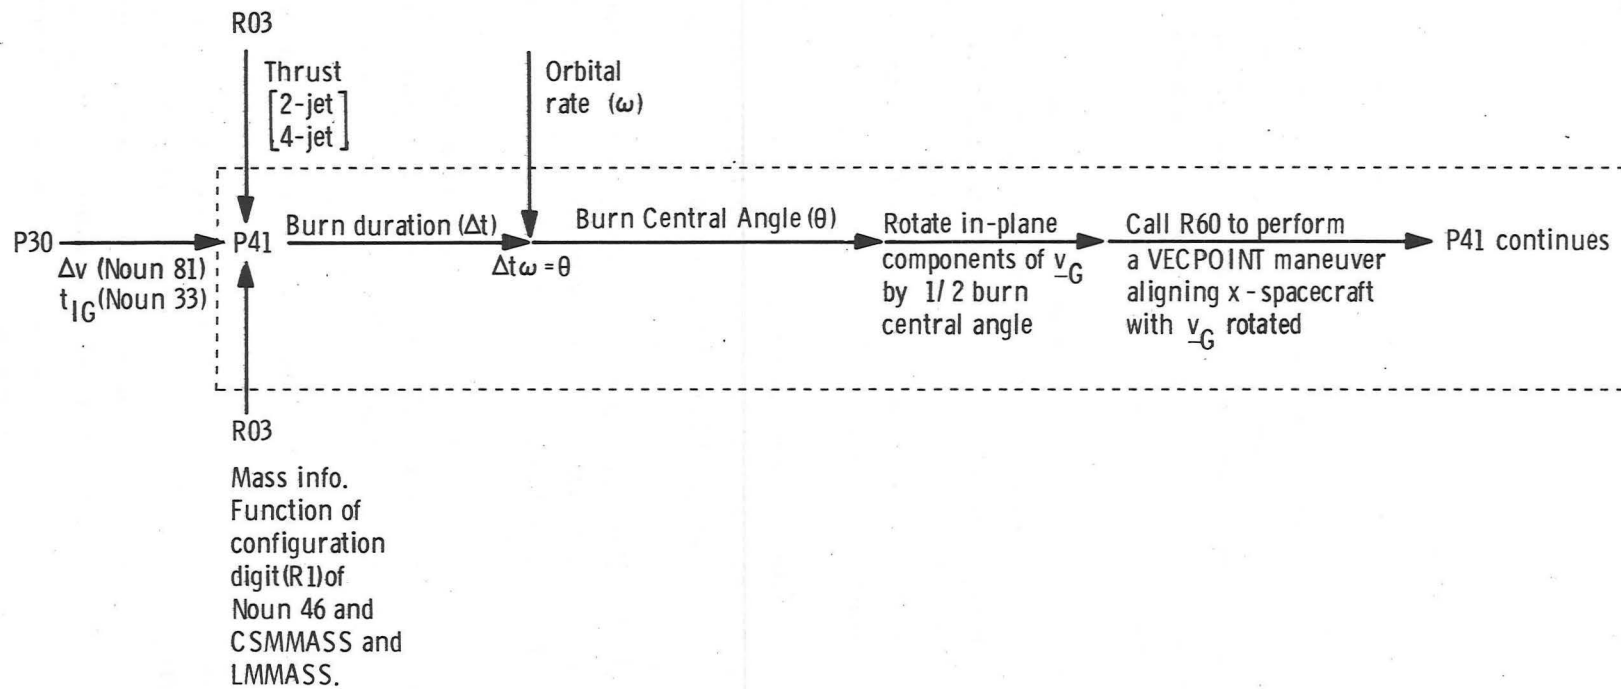 R03
Thrust
[2-jet
4-jet]
Orbital
rate (ω)
P30
Δv (Noun 81)
t_IG (Noun 33)
P41
Burn duration (Δt)
Δtω = θ
Burn Central Angle (θ)
Rotate in-plane
components of v_G
by 1/2 burn
central angle
Call R60 to perform
a VECPOINT maneuver
aligning x-spacecraft
with v_G rotated
P41 continues
R03
Mass info.
Function of
configuration
digit(R1)of
Noun 46 and
CSMMASS and
LMMASS.